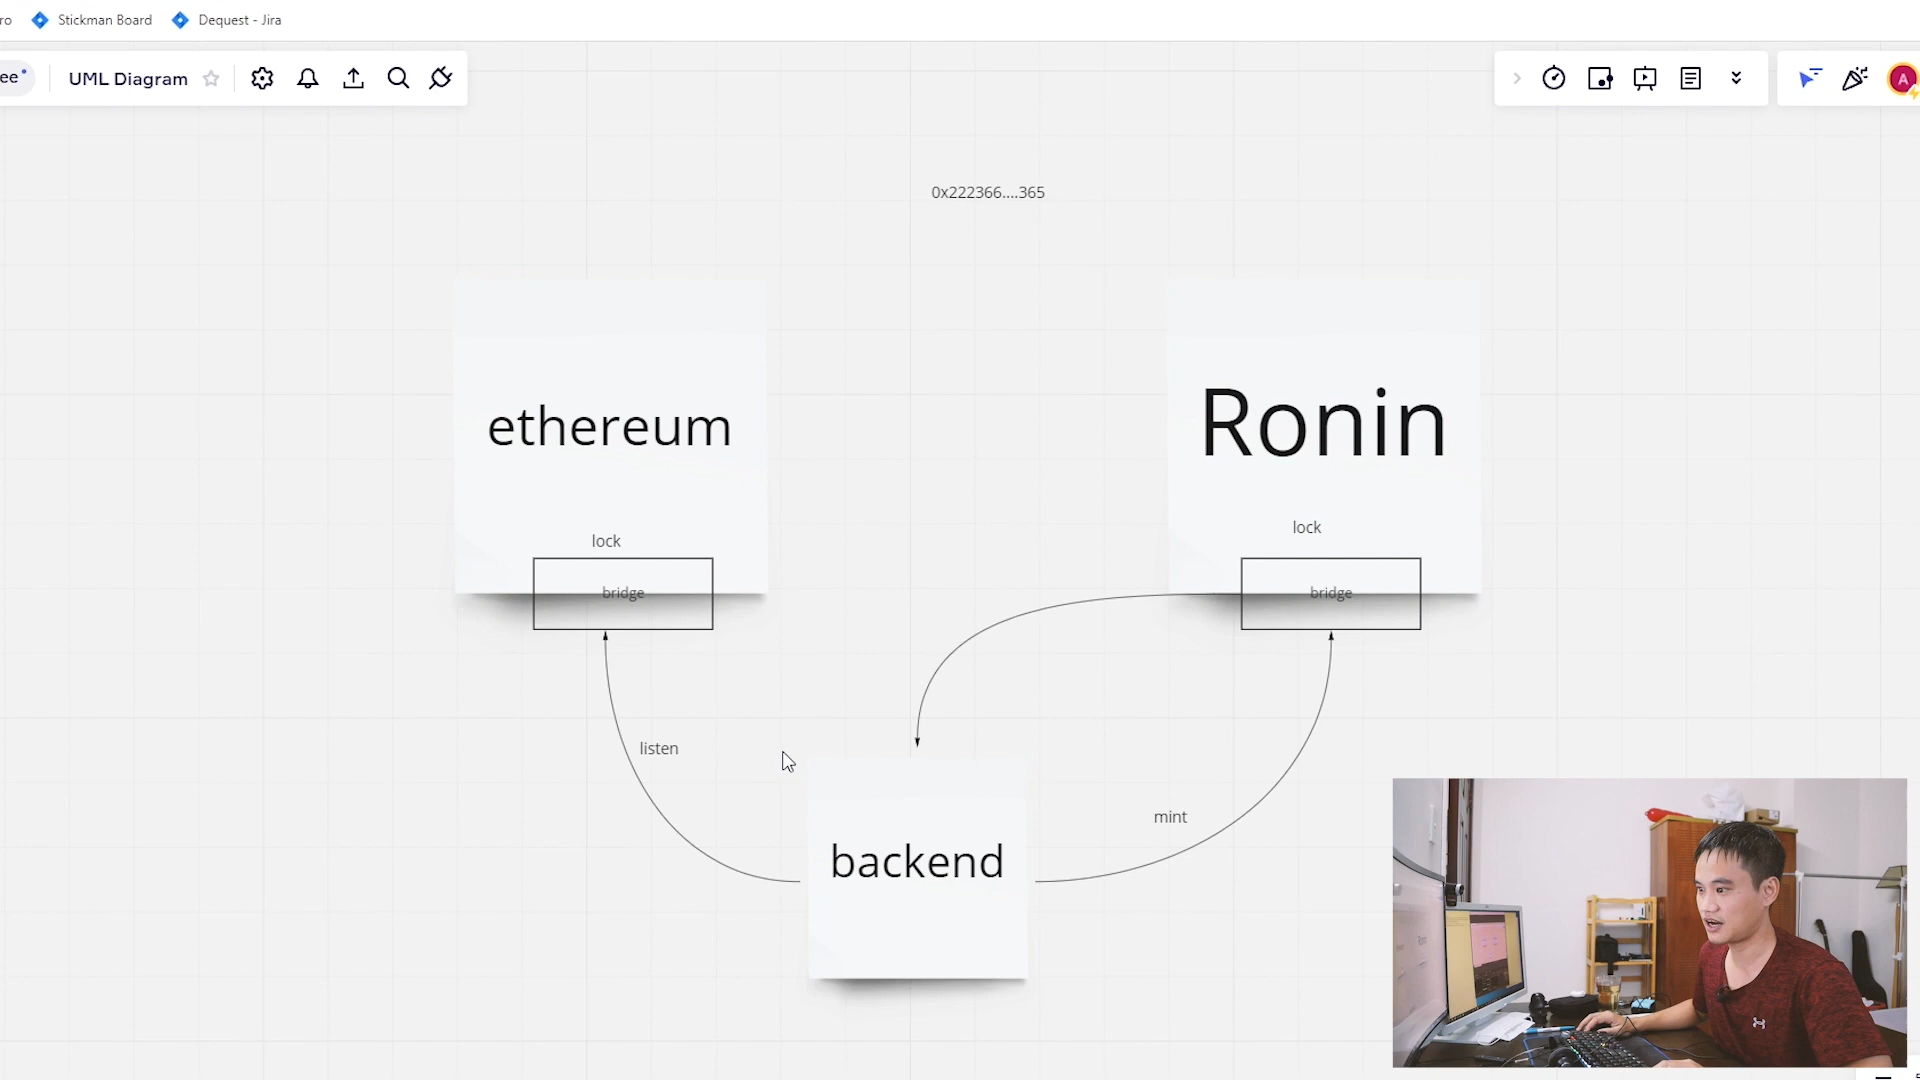 ro
Stickman Board
Dequest - Jira
ee
UML Diagram
A
0x222366....365
ethereum
Ronin
lock
lock
bridge
bridge
listen
mint
backend